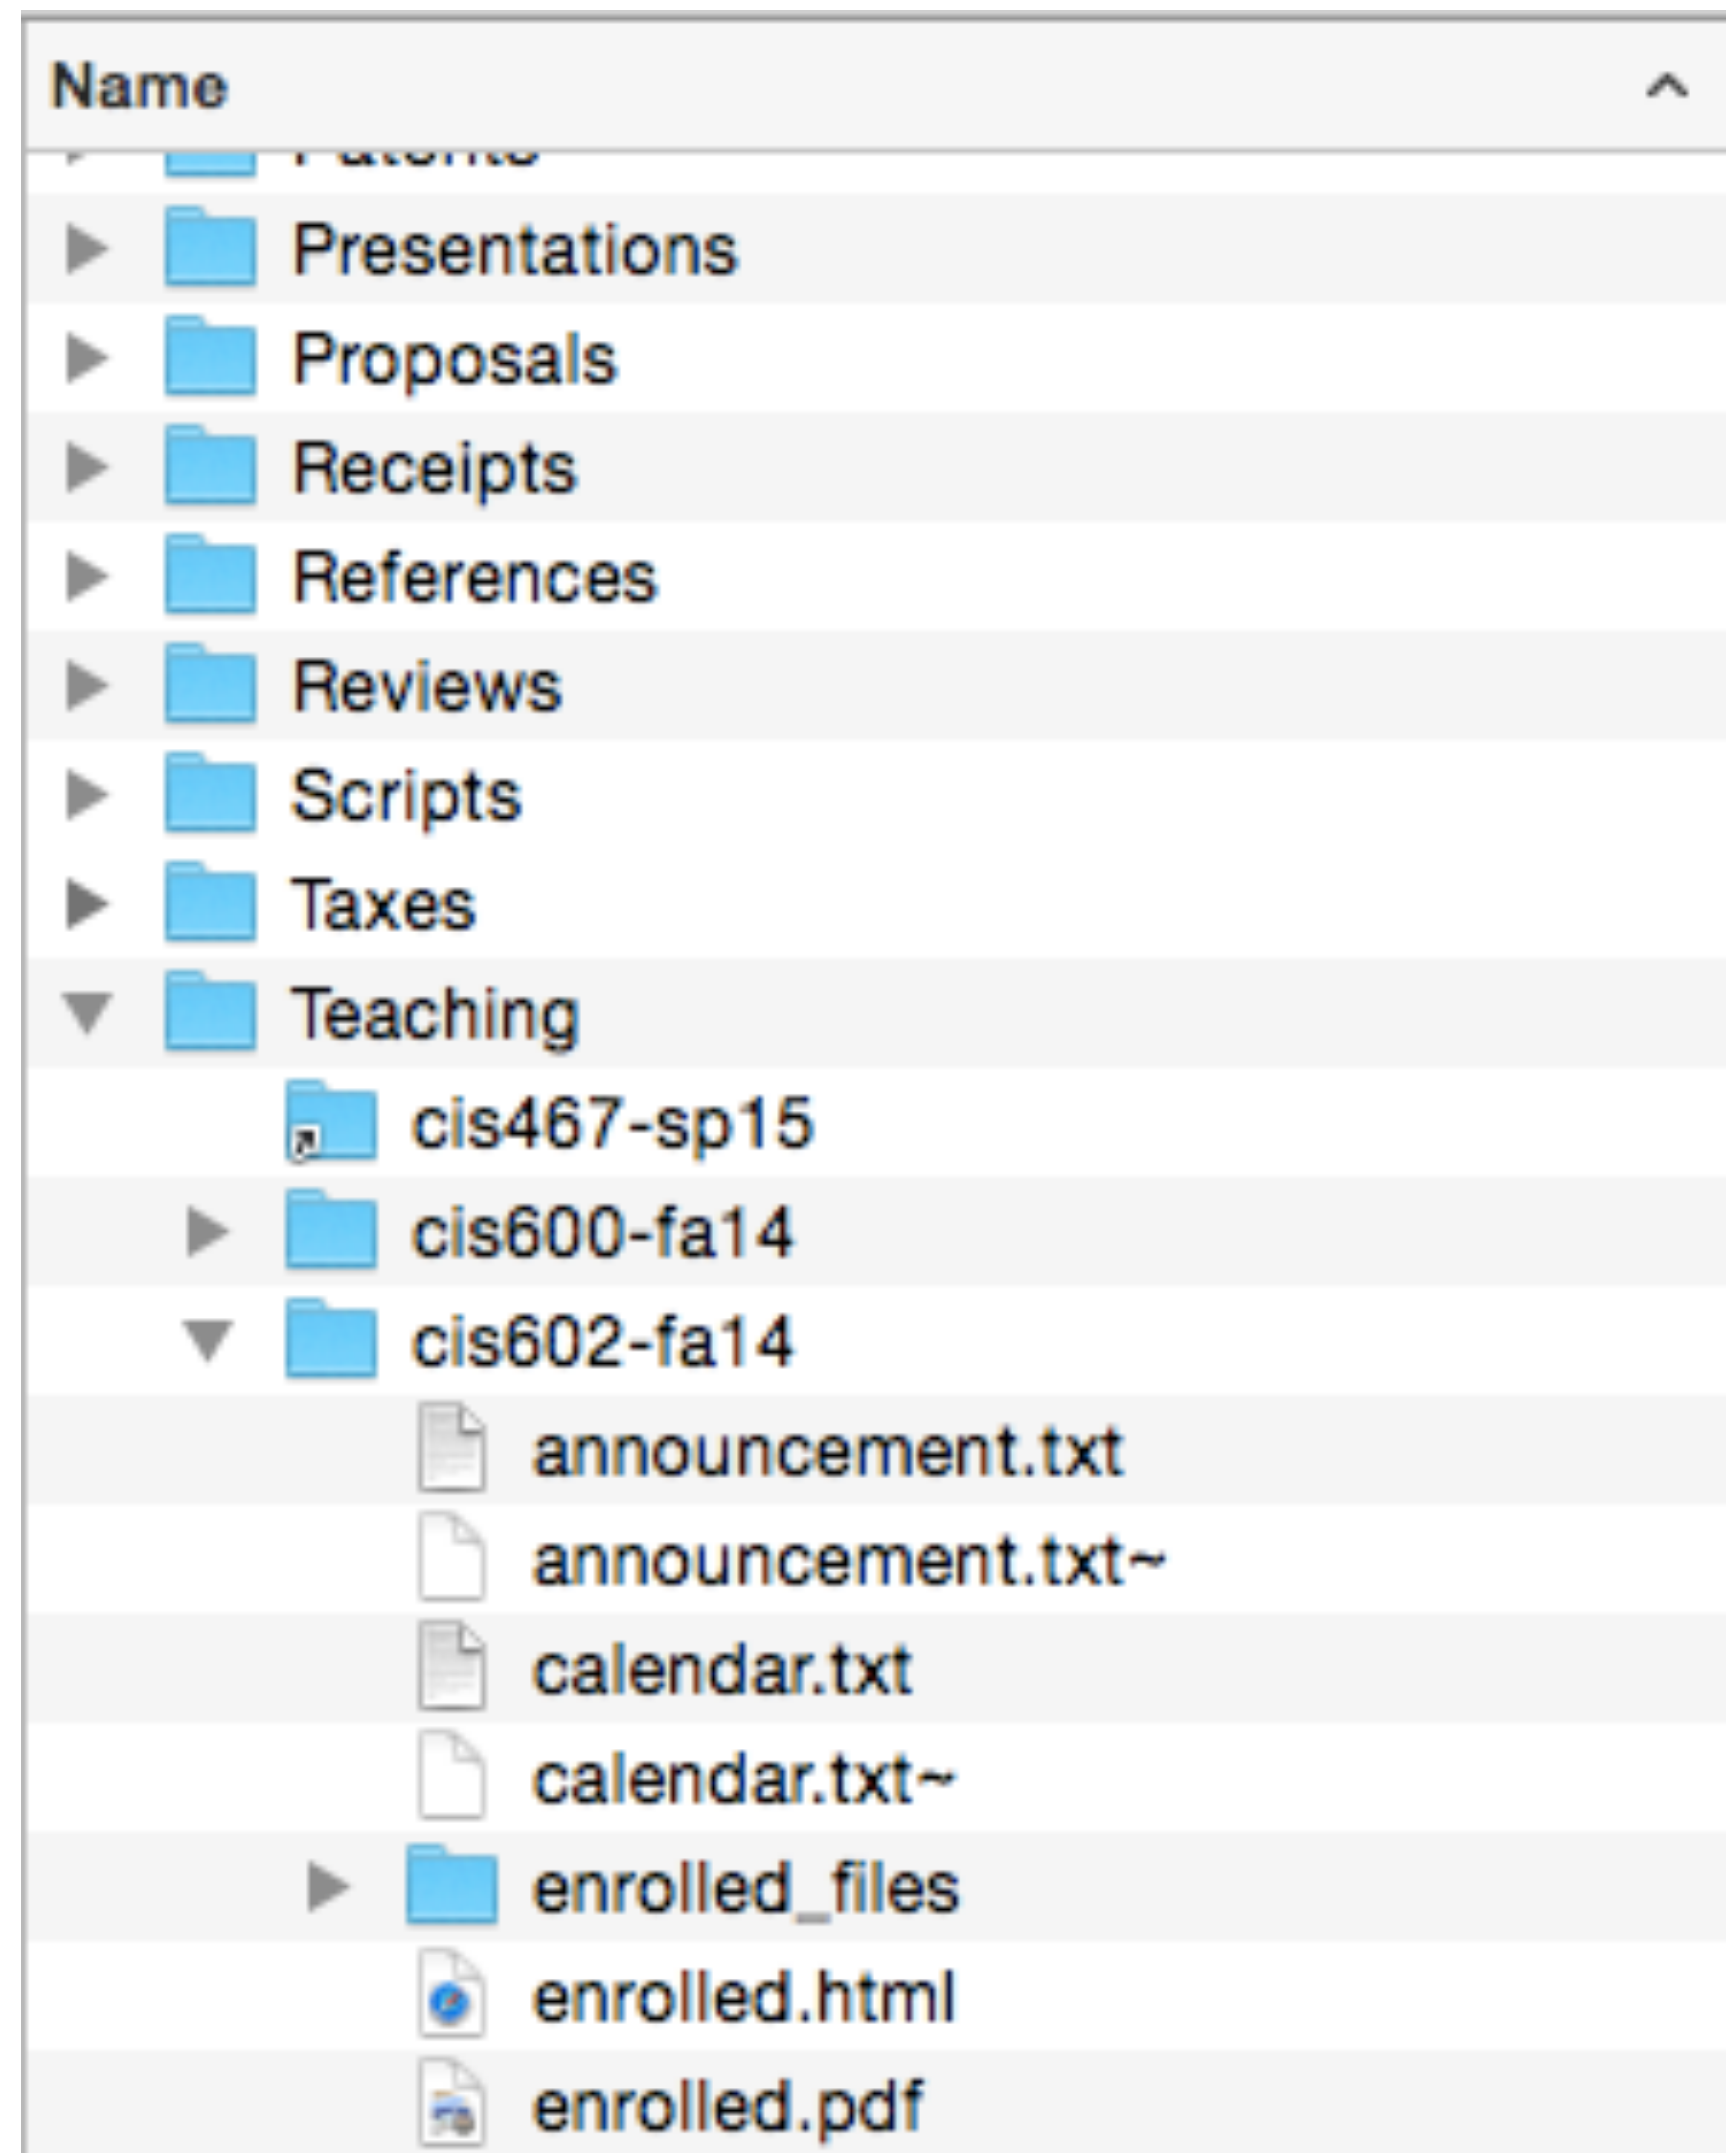 Name
Patents
Presentations
Proposals
Receipts
References
Reviews
Scripts
Taxes
Teaching
cis467-sp15
cis600-fa14
cis602-fa14
announcement.txt
announcement.txt~
calendar.txt
calendar.txt~
enrolled_files
enrolled.html
enrolled.pdf